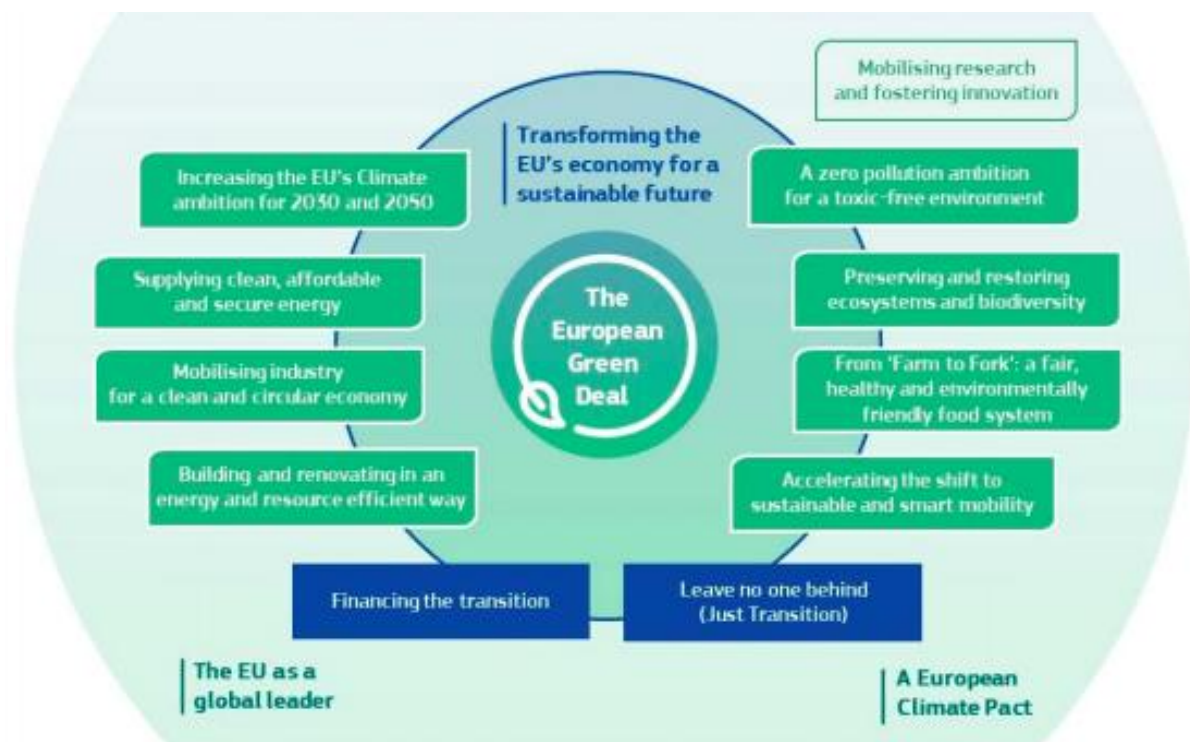 Mobilising research
and fostering innovation
Transforming the
EU's economy for a
sustainable future
Increasing the EU's Climate
ambition for 2030 and 2050
A zero pollution ambition
for a toxic-free environment
Supplying clean, affordable
and secure energy
Preserving and restoring
ecosystems and biodiversity
The
European
Green
Deal
Mobilising industry
for a clean and circular economy
From 'Farm to Fork': a fair,
healthy and environmentally
friendly food system
Building and renovating in an
energy and resource efficient way
Accelerating the shift to
sustainable and smart mobility
Financing the transition
Leave no one behind
(Just Transition)
The EU as a
global leader
A European
Climate Pact